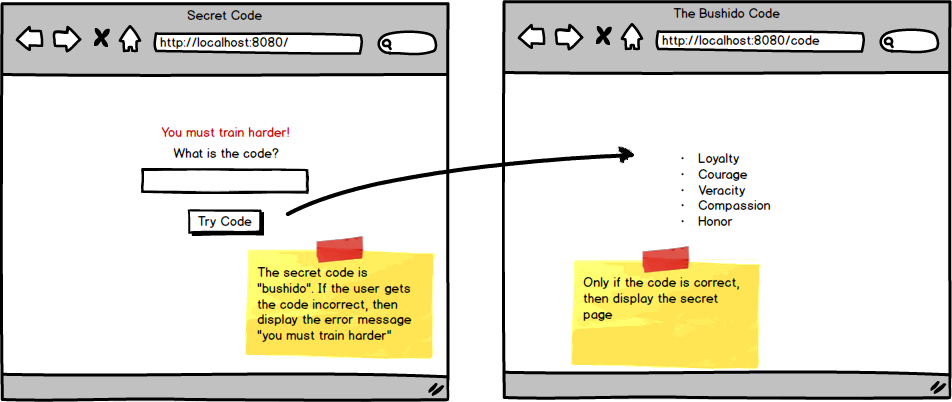 Secret Code
http://localhost:8080/
You must train harder!
What is the code?
Try Code
The secret code is
"bushido". If the user gets
the code incorrect, then
display the error message
"you must train harder"
The Bushido Code
http://localhost:8080/code
· Loyalty
· Courage
· Veracity
· Compassion
· Honor
Only if the code is correct,
then display the secret
page